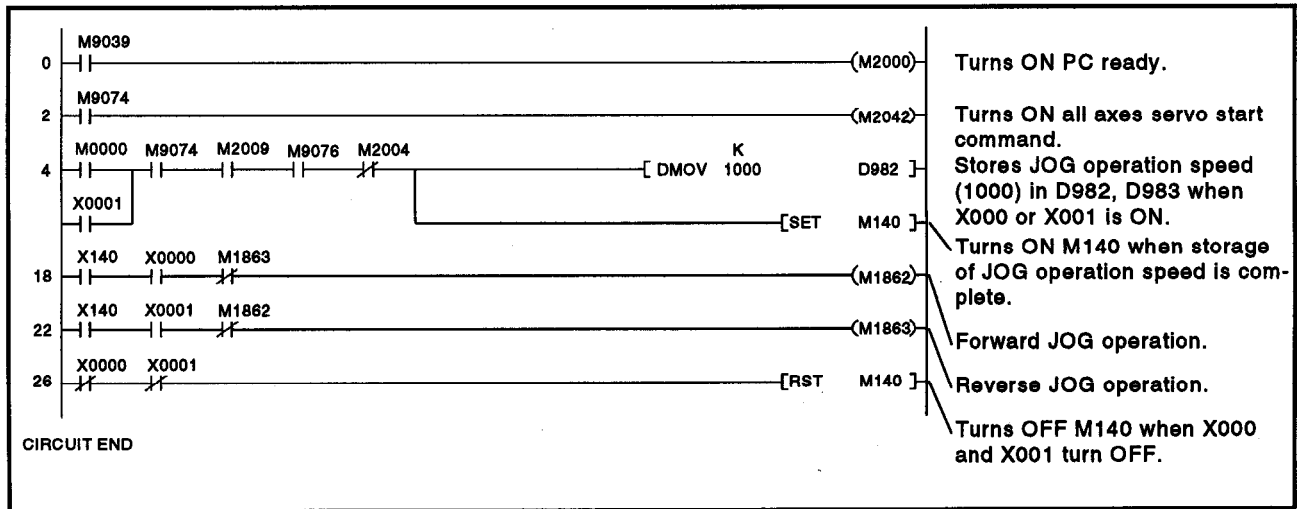 M9039
0 (M2000) Turns ON PC ready.
M9074
2 (M2042) Turns ON all axes servo start
command.
M0000 M9074 M2009 M9076 M2004 K
4 [ DMOV 1000 D982 ] Stores JOG operation speed
(1000) in D982, D983 when
X0001 X000 or X001 is ON.
[SET M140 ]
Turns ON M140 when storage
of JOG operation speed is com-
plete.
X140 X0000 M1863
18 (M1862)
X140 X0001 M1862
22 (M1863)
Forward JOG operation.
X0000 X0001
26 [RST M140 ]
Reverse JOG operation.
Turns OFF M140 when X000
and X001 turn OFF.
CIRCUIT END